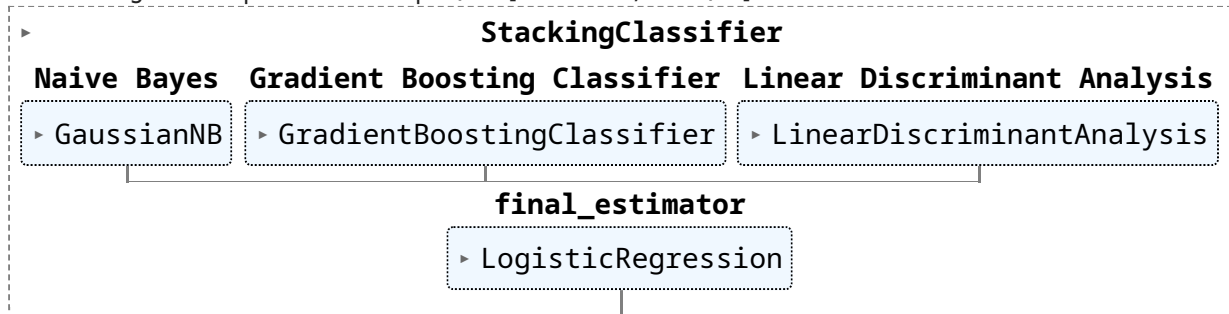 StackingClassifier
Naive Bayes Gradient Boosting Classifier Linear Discriminant Analysis
GaussianNB GradientBoostingClassifier LinearDiscriminantAnalysis
final_estimator
LogisticRegression